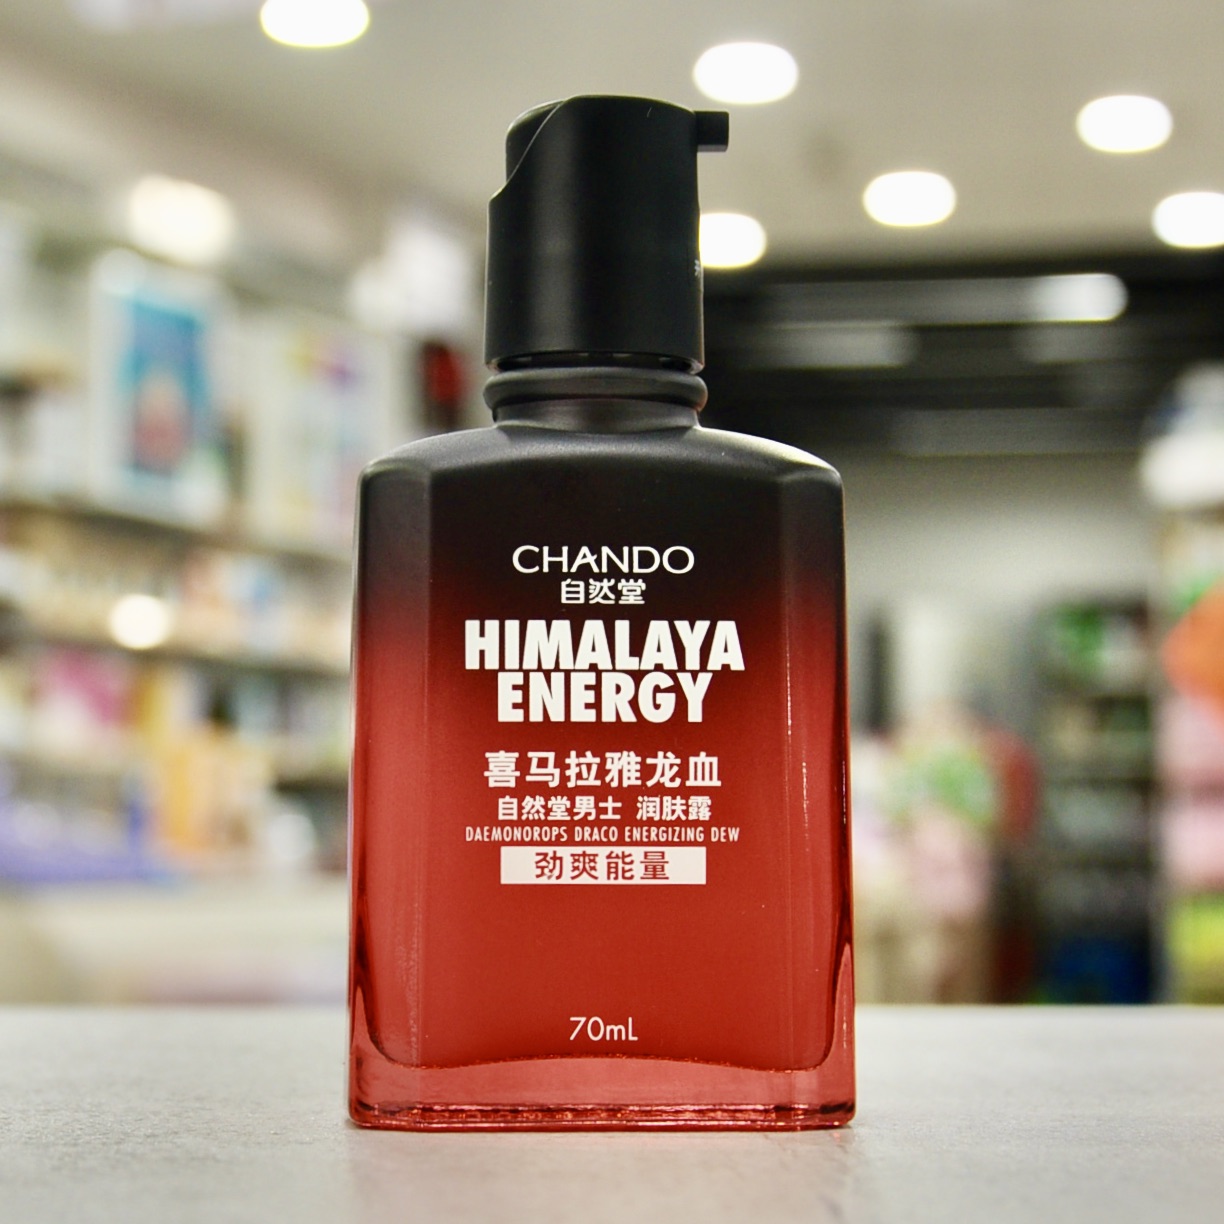 CHANDO
自然堂
HIMALAYA
ENERGY
喜马拉雅龙血
自然堂男士 润肤露
DAEMONOROPS DRACO ENERGIZING DEW
劲爽能量
70mL